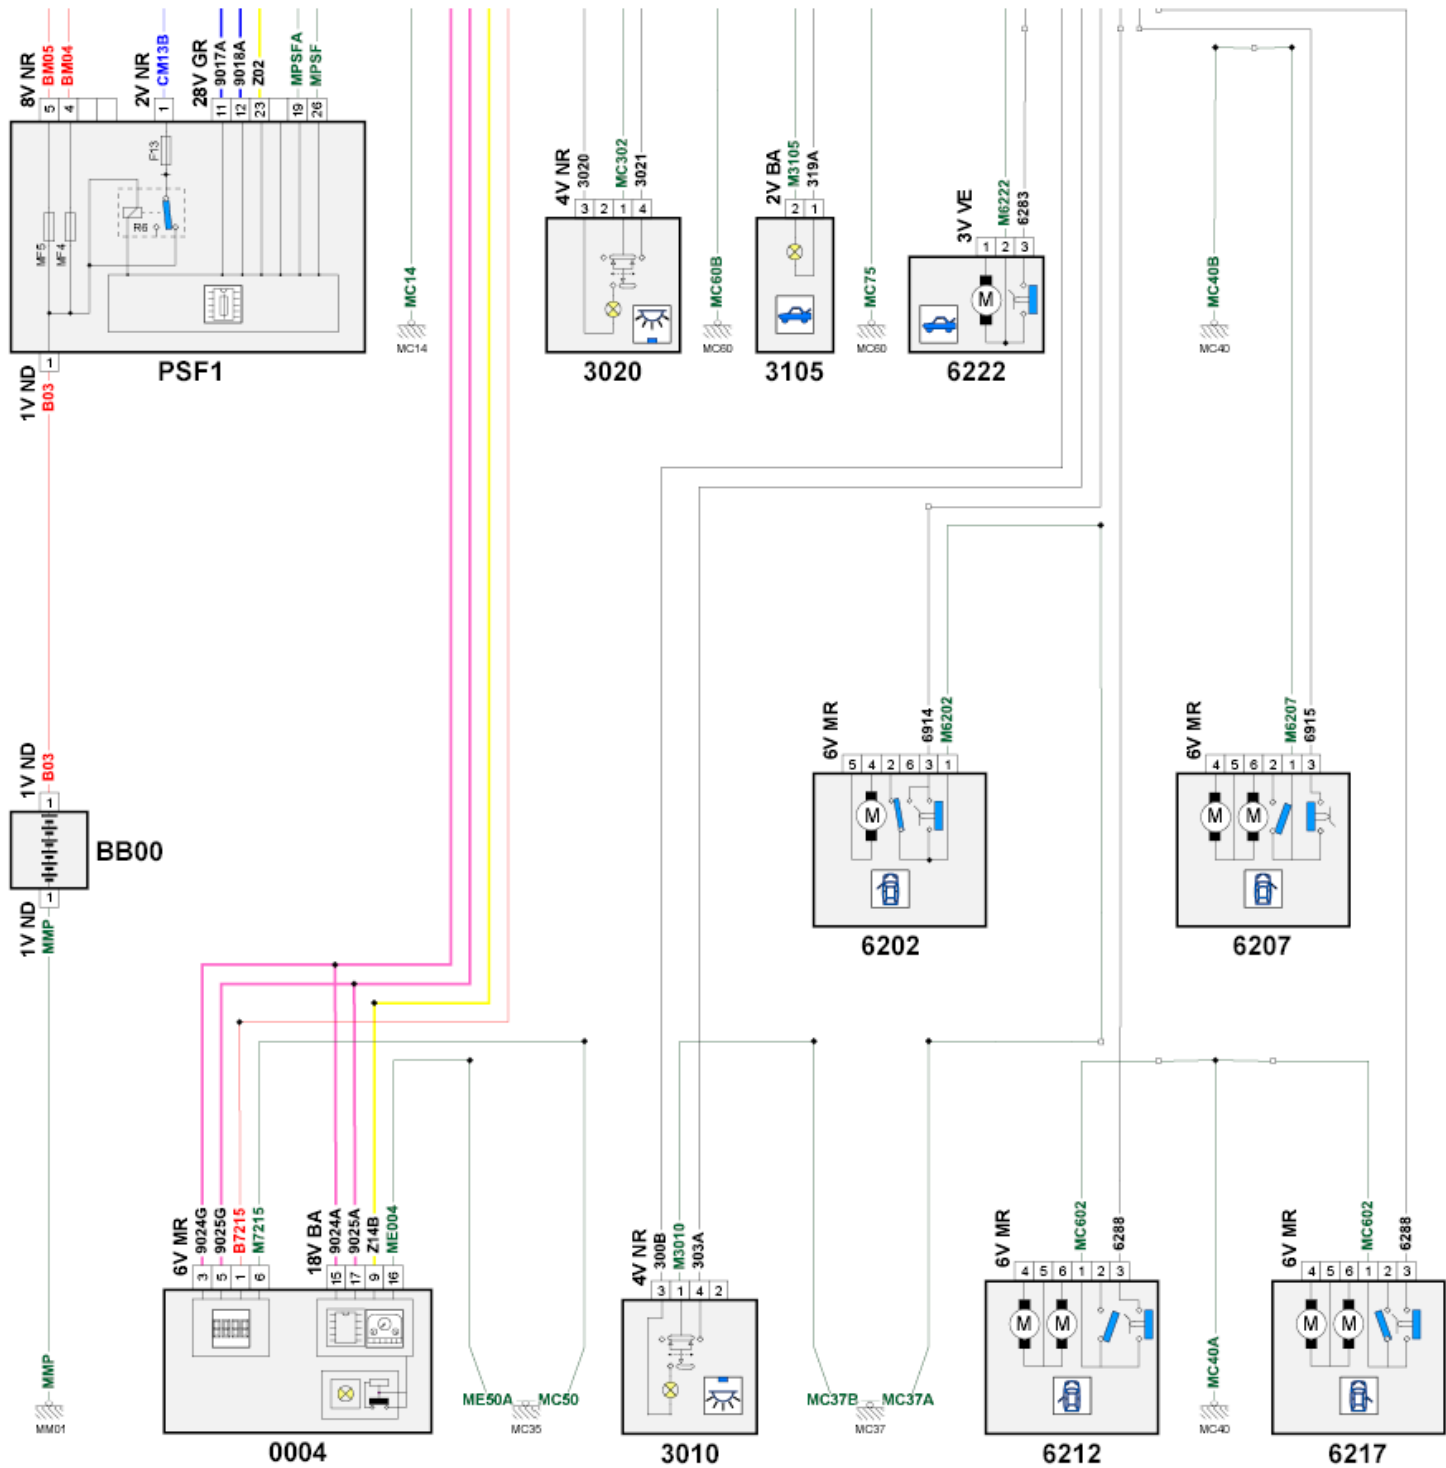 8V NR BM05 BM04 2V NR CM13B 28V GR 9017A 9018A Z02 MPSFA MPSF
5 4 1 11 12 23 19 26
F13
R6
MF5 MF4
PSF1
1
1V ND B03
MC14
MC14
4V NR 3020 MC302 3021
3 2 1 4
3020
MC60B
MC60
2V BA M3105 319A
2 1
3105
MC75
MC60
3V VE M6222 6283
1 2 3
M
6222
MC40B
MC40
1V ND B03
1
BB00
1
1V ND MMP
6V MR 6914 M6202
5 4 2 6 3 1
M
6202
6V MR M6207 6915
4 5 6 2 1 3
M M
6207
MMP
MM01
6V MR 9024G 9025G B7215 M7215 18V BA 9024A 9025A Z14B ME004
3 5 1 6 15 17 9 16
0004
ME50A MC50
MC35
4V NR 300B M3010 303A
3 1 4 2
3010
MC37B MC37A
MC37
6V MR MC602 6288
4 5 6 1 2 3
M M
6212
MC40A
MC40
6V MR MC602 6288
4 5 6 1 2 3
M M
6217